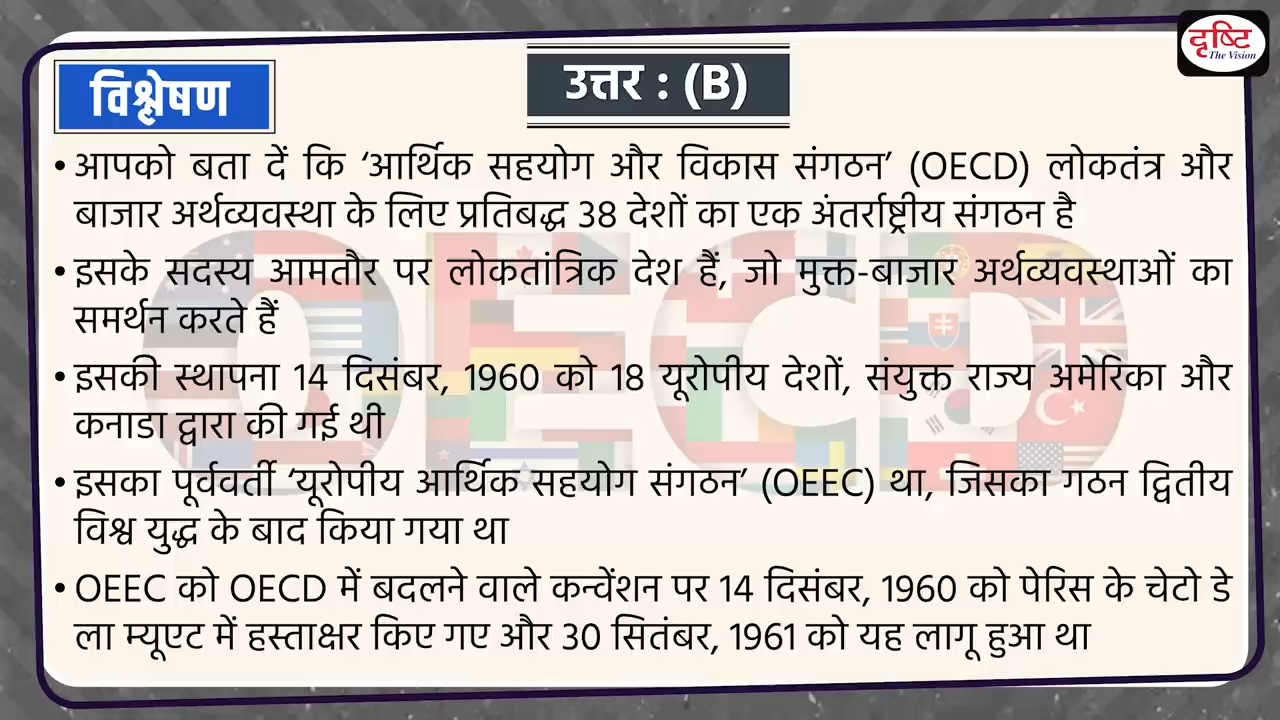 दृष्टि
The Vision
विश्लेषण
उत्तर : (B)
• आपको बता दें कि ‘आर्थिक सहयोग और विकास संगठन’ (OECD) लोकतंत्र और
बाजार अर्थव्यवस्था के लिए प्रतिबद्ध 38 देशों का एक अंतर्राष्ट्रीय संगठन है
• इसके सदस्य आमतौर पर लोकतांत्रिक देश हैं, जो मुक्त-बाजार अर्थव्यवस्थाओं का
समर्थन करते हैं
• इसकी स्थापना 14 दिसंबर, 1960 को 18 यूरोपीय देशों, संयुक्त राज्य अमेरिका और
कनाडा द्वारा की गई थी
• इसका पूर्ववर्ती ‘यूरोपीय आर्थिक सहयोग संगठन’ (OEEC) था, जिसका गठन द्वितीय
विश्व युद्ध के बाद किया गया था
• OEEC को OECD में बदलने वाले कन्वेंशन पर 14 दिसंबर, 1960 को पेरिस के चेटो डे
ला म्यूएट में हस्ताक्षर किए गए और 30 सितंबर, 1961 को यह लागू हुआ था
OECD